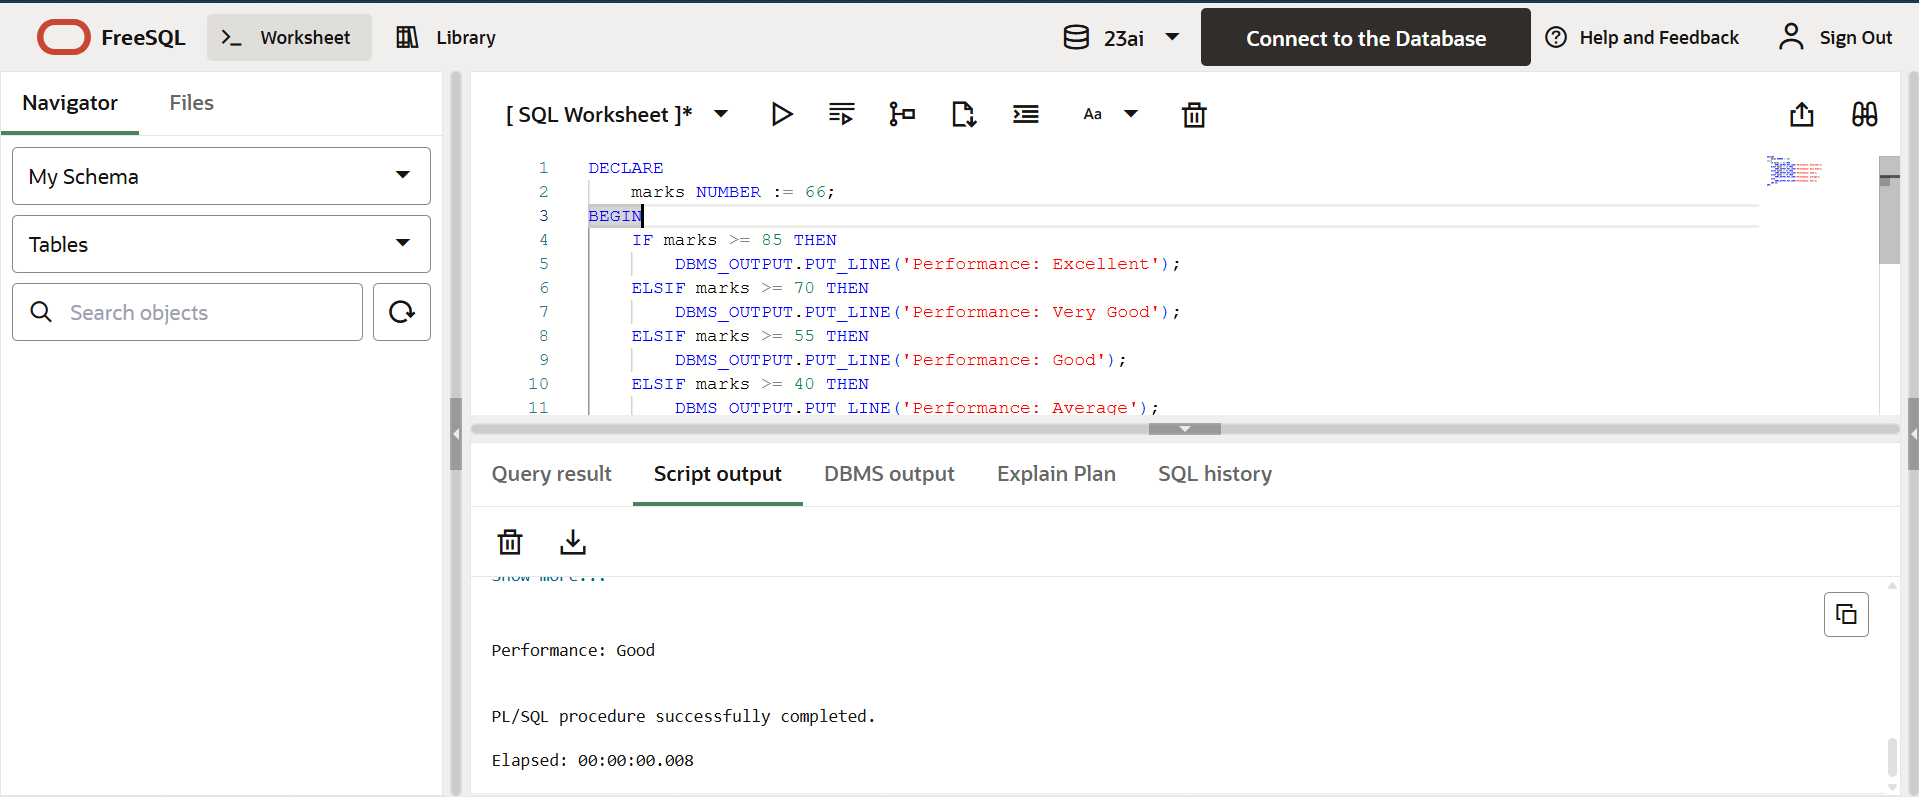 FreeSQL
>_ Worksheet
Library
23ai
Connect to the Database
Help and Feedback
Sign Out
Navigator
Files
My Schema
Tables
Search objects
[ SQL Worksheet ]*
Aa
1 DECLARE
2 marks NUMBER := 66;
3 BEGIN
4 IF marks >= 85 THEN
5 DBMS_OUTPUT.PUT_LINE('Performance: Excellent');
6 ELSIF marks >= 70 THEN
7 DBMS_OUTPUT.PUT_LINE('Performance: Very Good');
8 ELSIF marks >= 55 THEN
9 DBMS_OUTPUT.PUT_LINE('Performance: Good');
10 ELSIF marks >= 40 THEN
11 DBMS_OUTPUT.PUT_LINE('Performance: Average');
Query result
Script output
DBMS output
Explain Plan
SQL history
Show more...
Performance: Good
PL/SQL procedure successfully completed.
Elapsed: 00:00:00.008